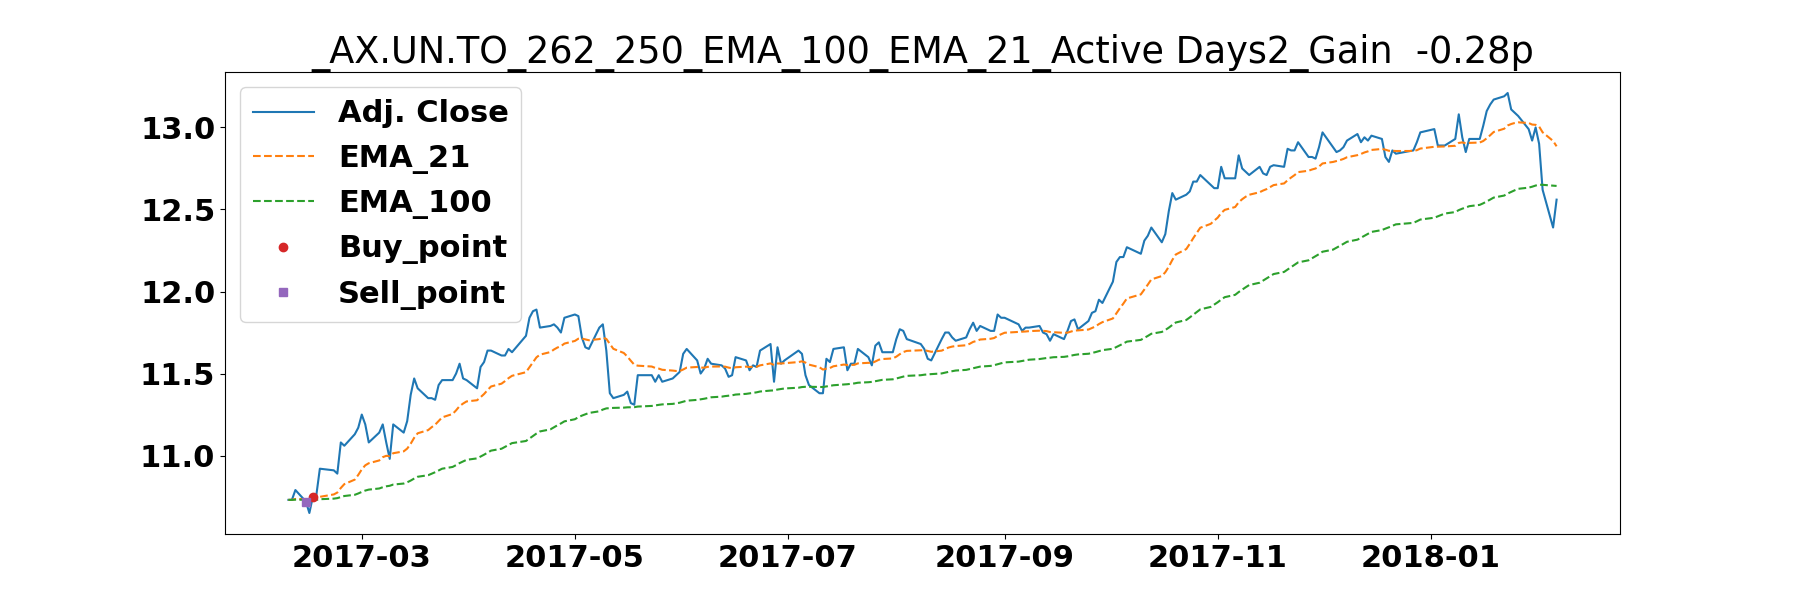 _AX.UN.TO_262_250_EMA_100_EMA_21_Active Days2_Gain  -0.28p
Adj. Close
EMA_21
EMA_100
Buy_point
Sell_point
13.0
12.5
12.0
11.5
11.0
2017-03 2017-05 2017-07 2017-09 2017-11 2018-01